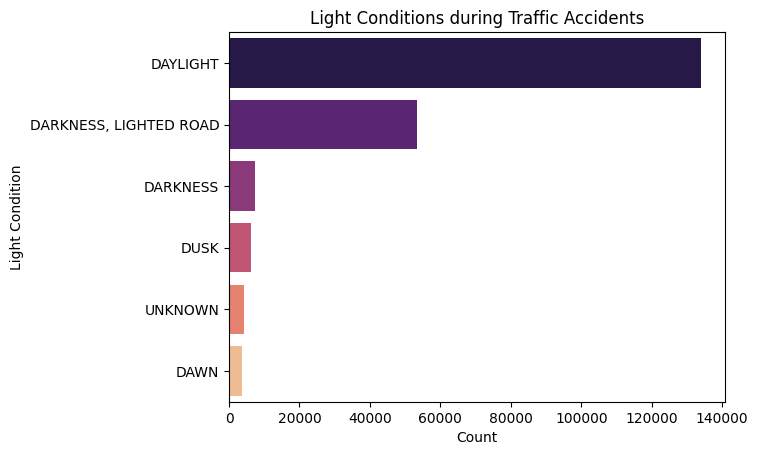 Light Conditions during Traffic Accidents
DAYLIGHT
DARKNESS, LIGHTED ROAD
DARKNESS
DUSK
UNKNOWN
DAWN
Light Condition
0 20000 40000 60000 80000 100000 120000 140000
Count